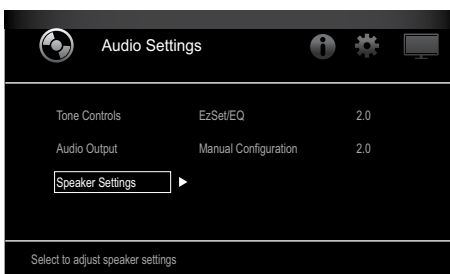 Audio Settings
Tone Controls EzSet/EQ 2.0
Audio Output Manual Configuration 2.0
Speaker Settings
Select to adjust speaker settings